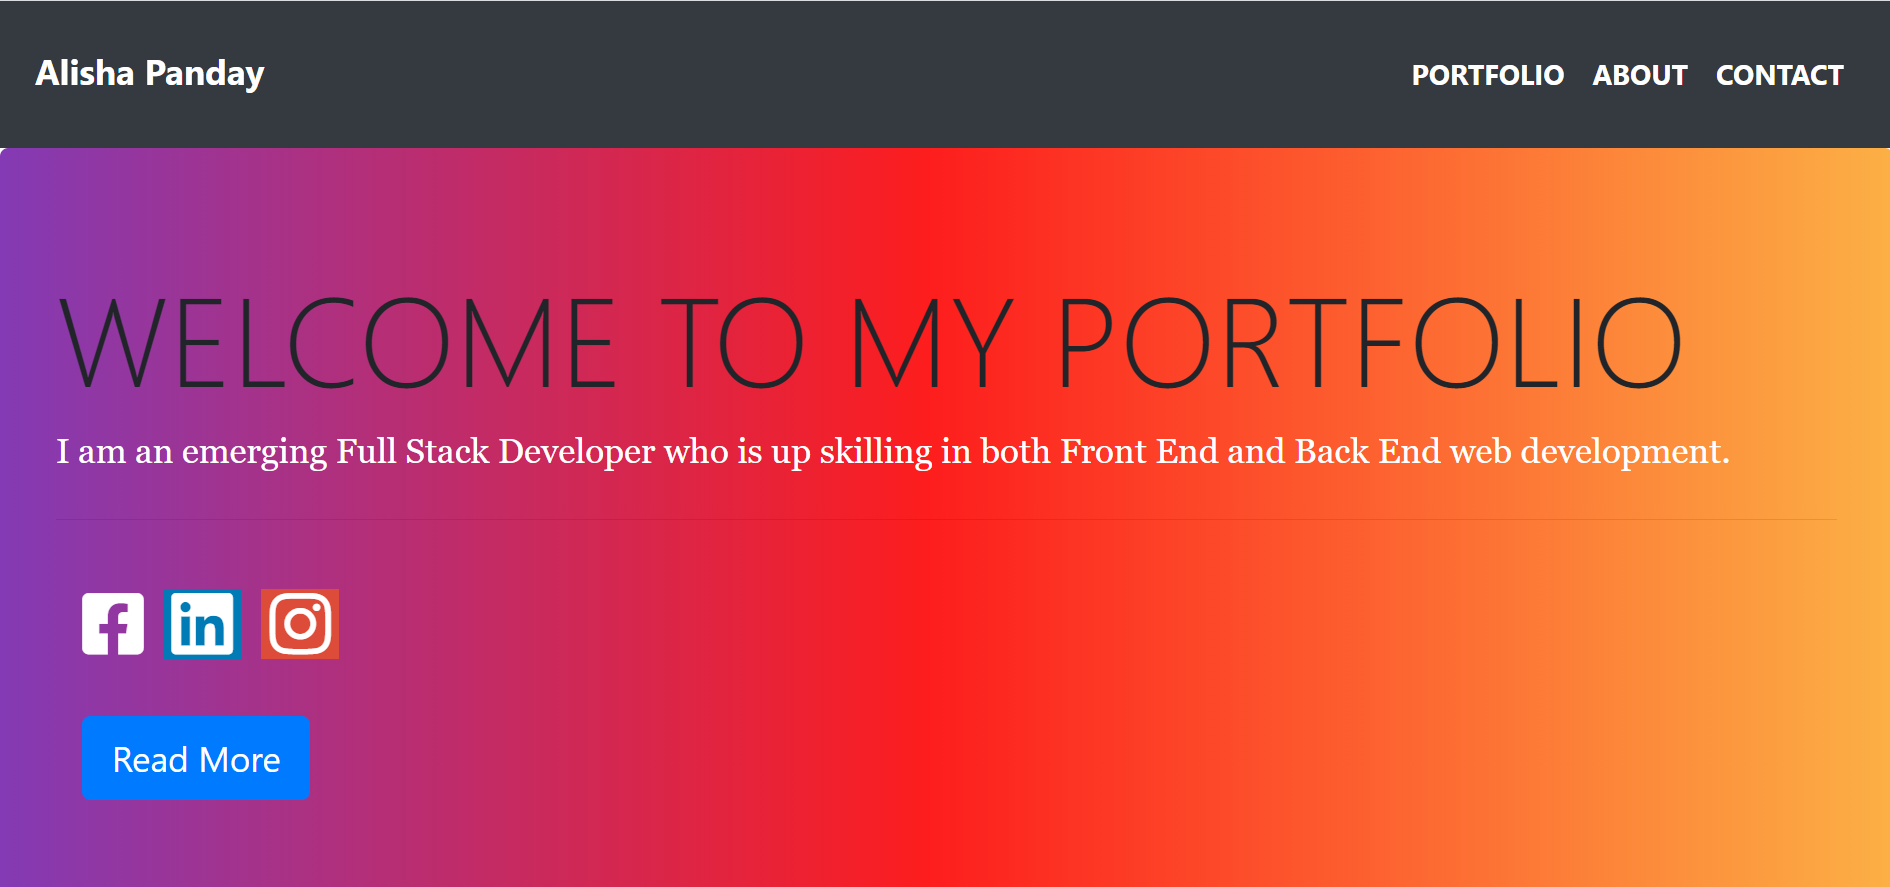 Alisha Panday
PORTFOLIO ABOUT CONTACT
WELCOME TO MY PORTFOLIO
I am an emerging Full Stack Developer who is up skilling in both Front End and Back End web development.
f in
Read More